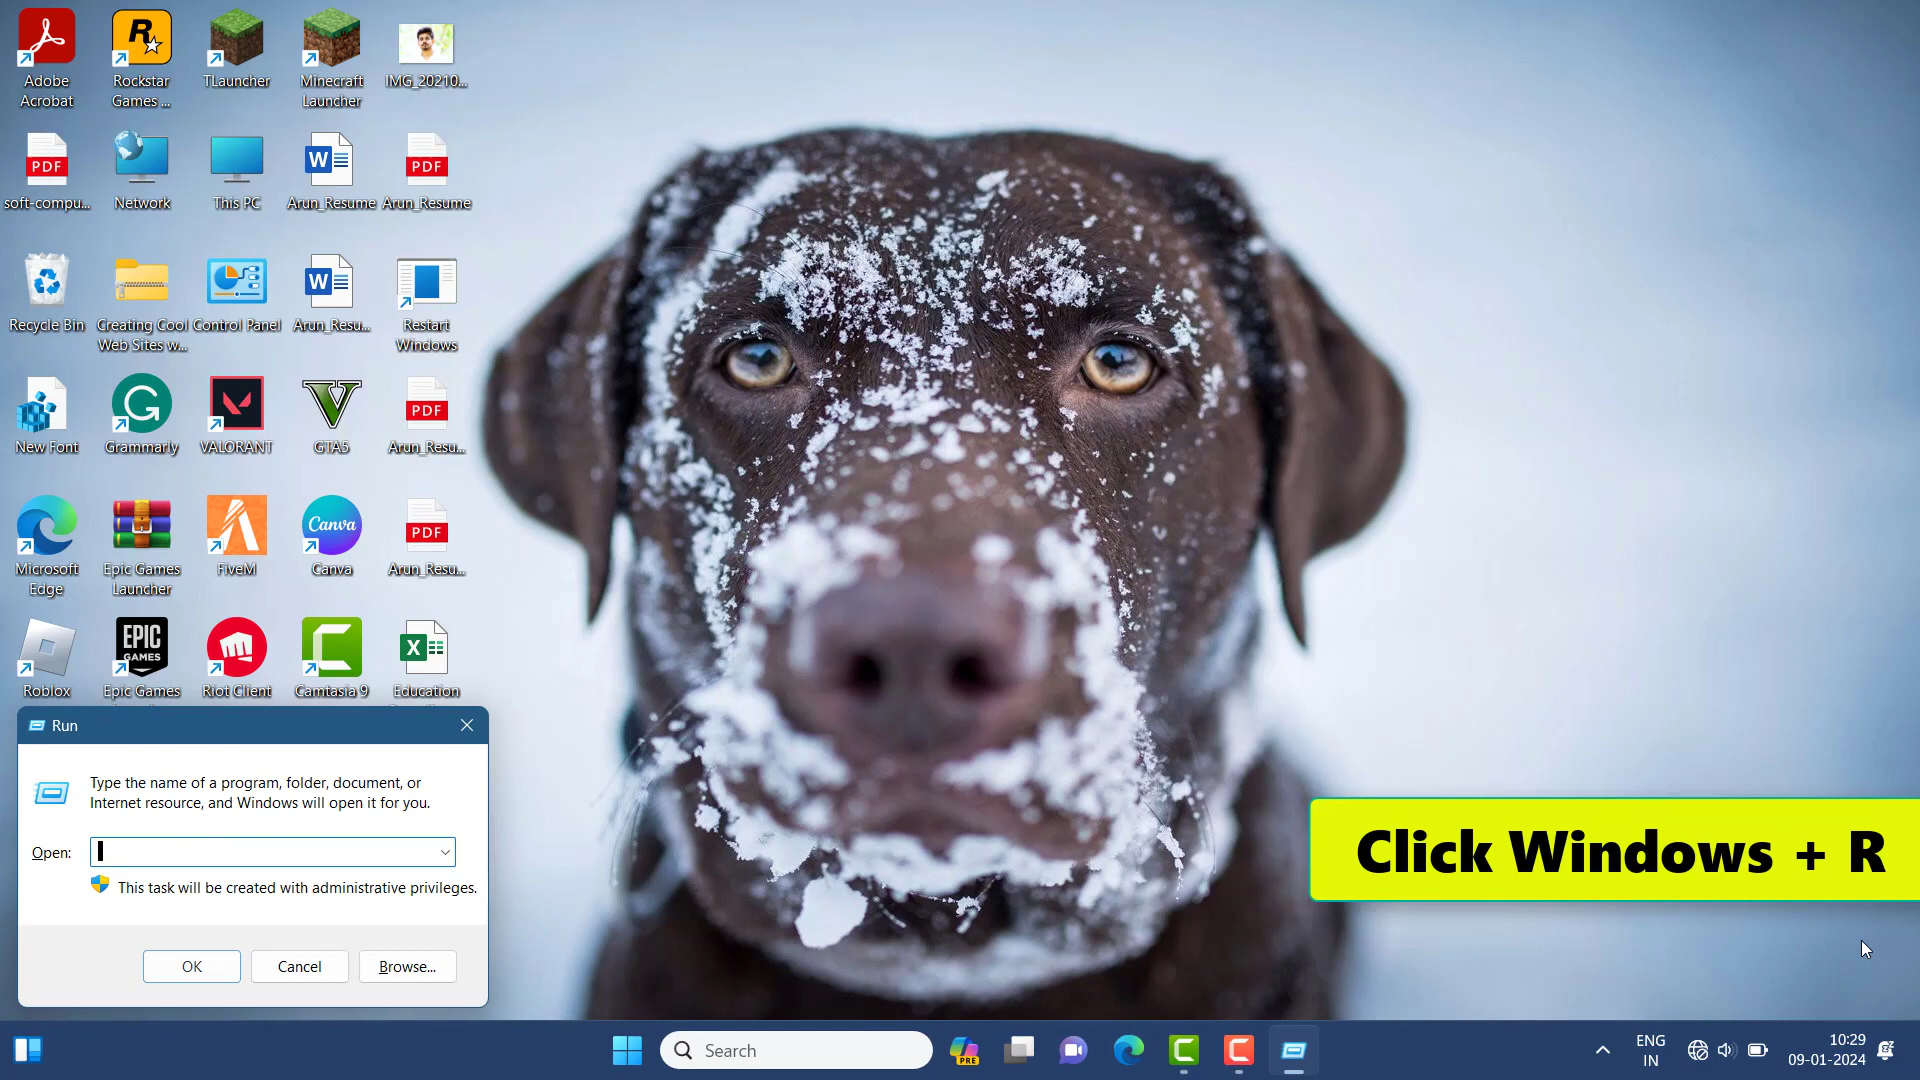 Adobe
Acrobat
Rockstar
Games ...
TLauncher
Minecraft
Launcher
IMG_20210...
PDF
soft-compu...
Network
This PC
W
Arun_Resume
PDF
Arun_Resume
Recycle Bin
Creating Cool
Web Sites w...
Control Panel
W
Arun_Resu...
Restart
Windows
New Font
Grammarly
VALORANT
GTA5
PDF
Arun_Resu...
Microsoft
Edge
Epic Games
Launcher
FiveM
Canva
Canva
PDF
Arun_Resu...
Roblox
EPIC
GAMES
Epic Games
Riot Client
Camtasia 9
X
Education
Run
Type the name of a program, folder, document, or
Internet resource, and Windows will open it for you.
Open:
This task will be created with administrative privileges.
OK
Cancel
Browse...
Click Windows + R
Search
PRE
ENG
IN
10:29
09-01-2024